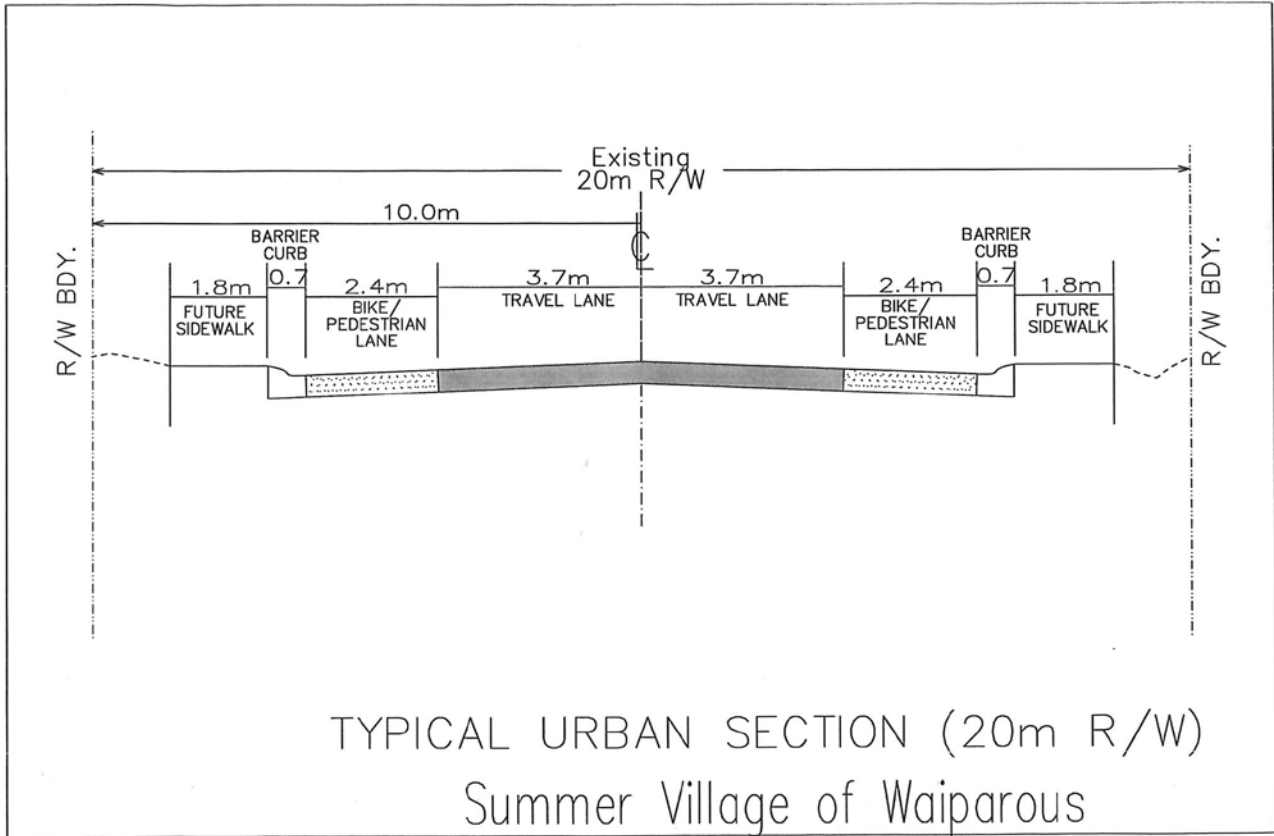 Existing
20m R/W
10.0m
BARRIER
CURB
BARRIER
CURB
1.8m
0.7
2.4m
3.7m
3.7m
2.4m
0.7
1.8m
FUTURE
SIDEWALK
BIKE/
PEDESTRIAN
LANE
TRAVEL LANE
TRAVEL LANE
BIKE/
PEDESTRIAN
LANE
FUTURE
SIDEWALK
R/W BDY.
R/W BDY.
TYPICAL URBAN SECTION (20m R/W)
Summer Village of Waiparous